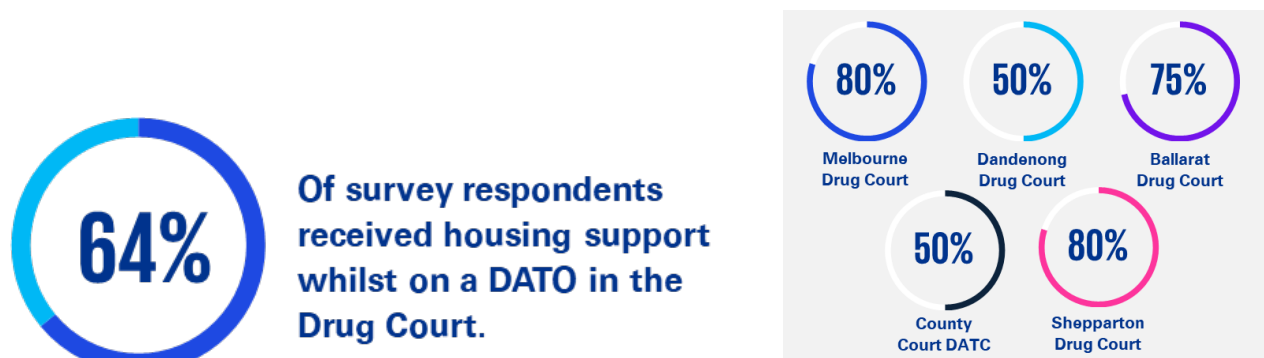 64%
Of survey respondents
received housing support
whilst on a DATO in the
Drug Court.
80%
Melbourne
Drug Court
50%
Dandenong
Drug Court
75%
Ballarat
Drug Court
50%
County
Court DATC
80%
Shepparton
Drug Court